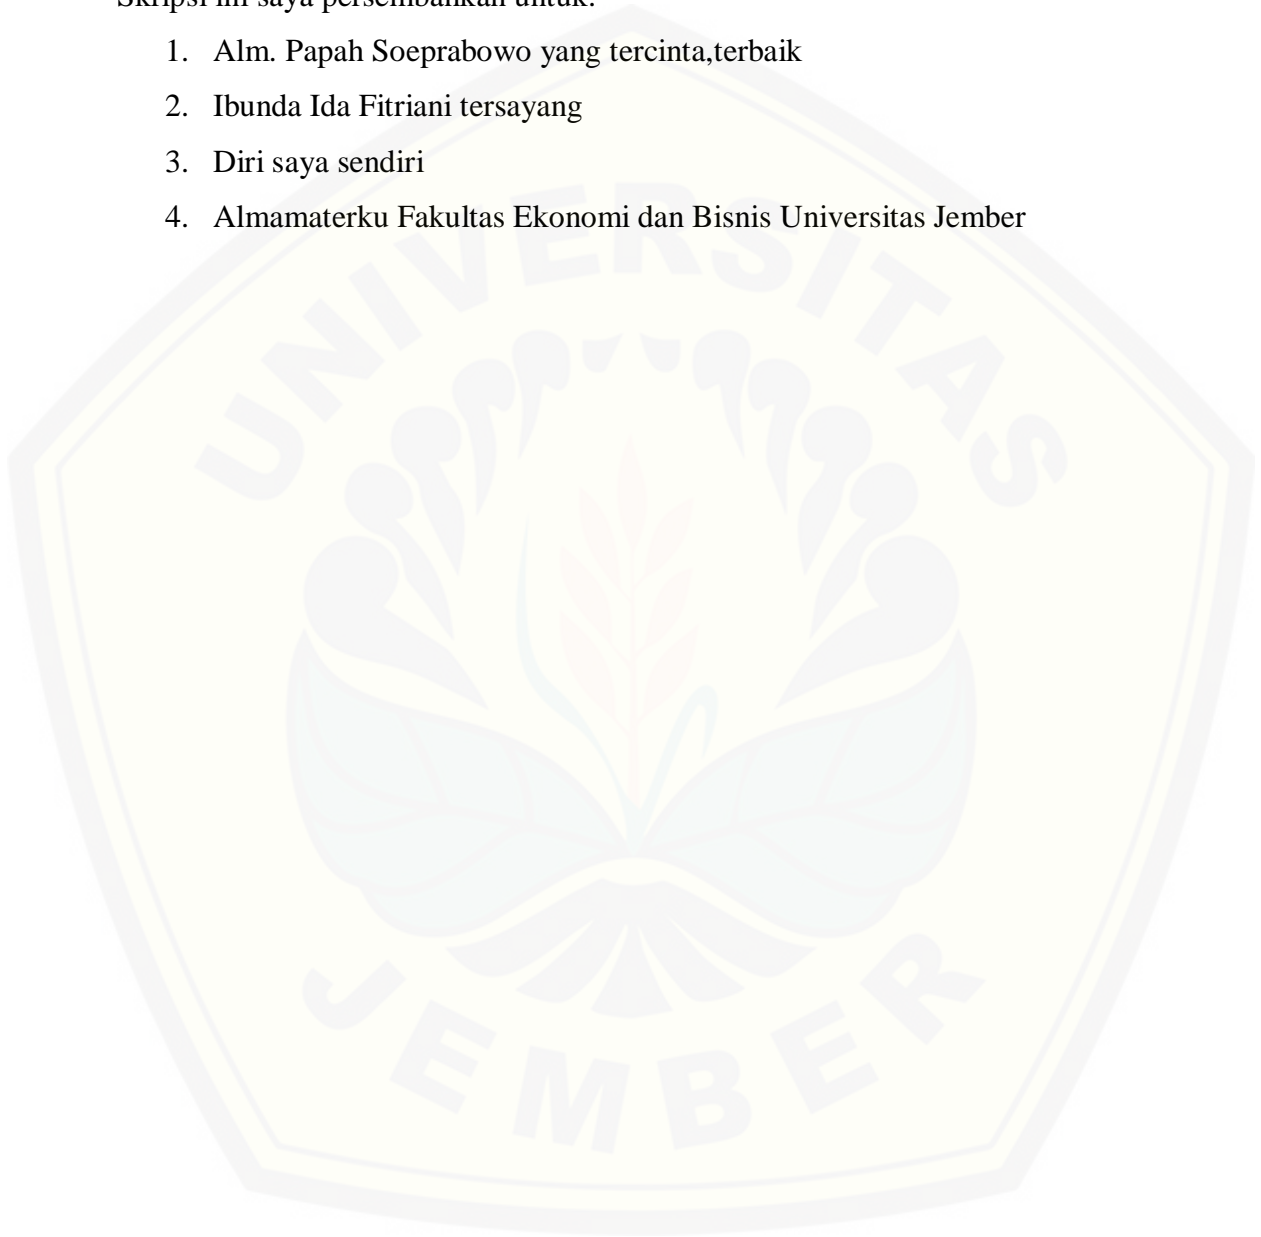 Skripsi ini saya persembahkan untuk:
1. Alm. Papah Soeprabowo yang tercinta,terbaik
2. Ibunda Ida Fitriani tersayang
3. Diri saya sendiri
4. Almamaterku Fakultas Ekonomi dan Bisnis Universitas Jember
UNIVERSITAS
JEMBER